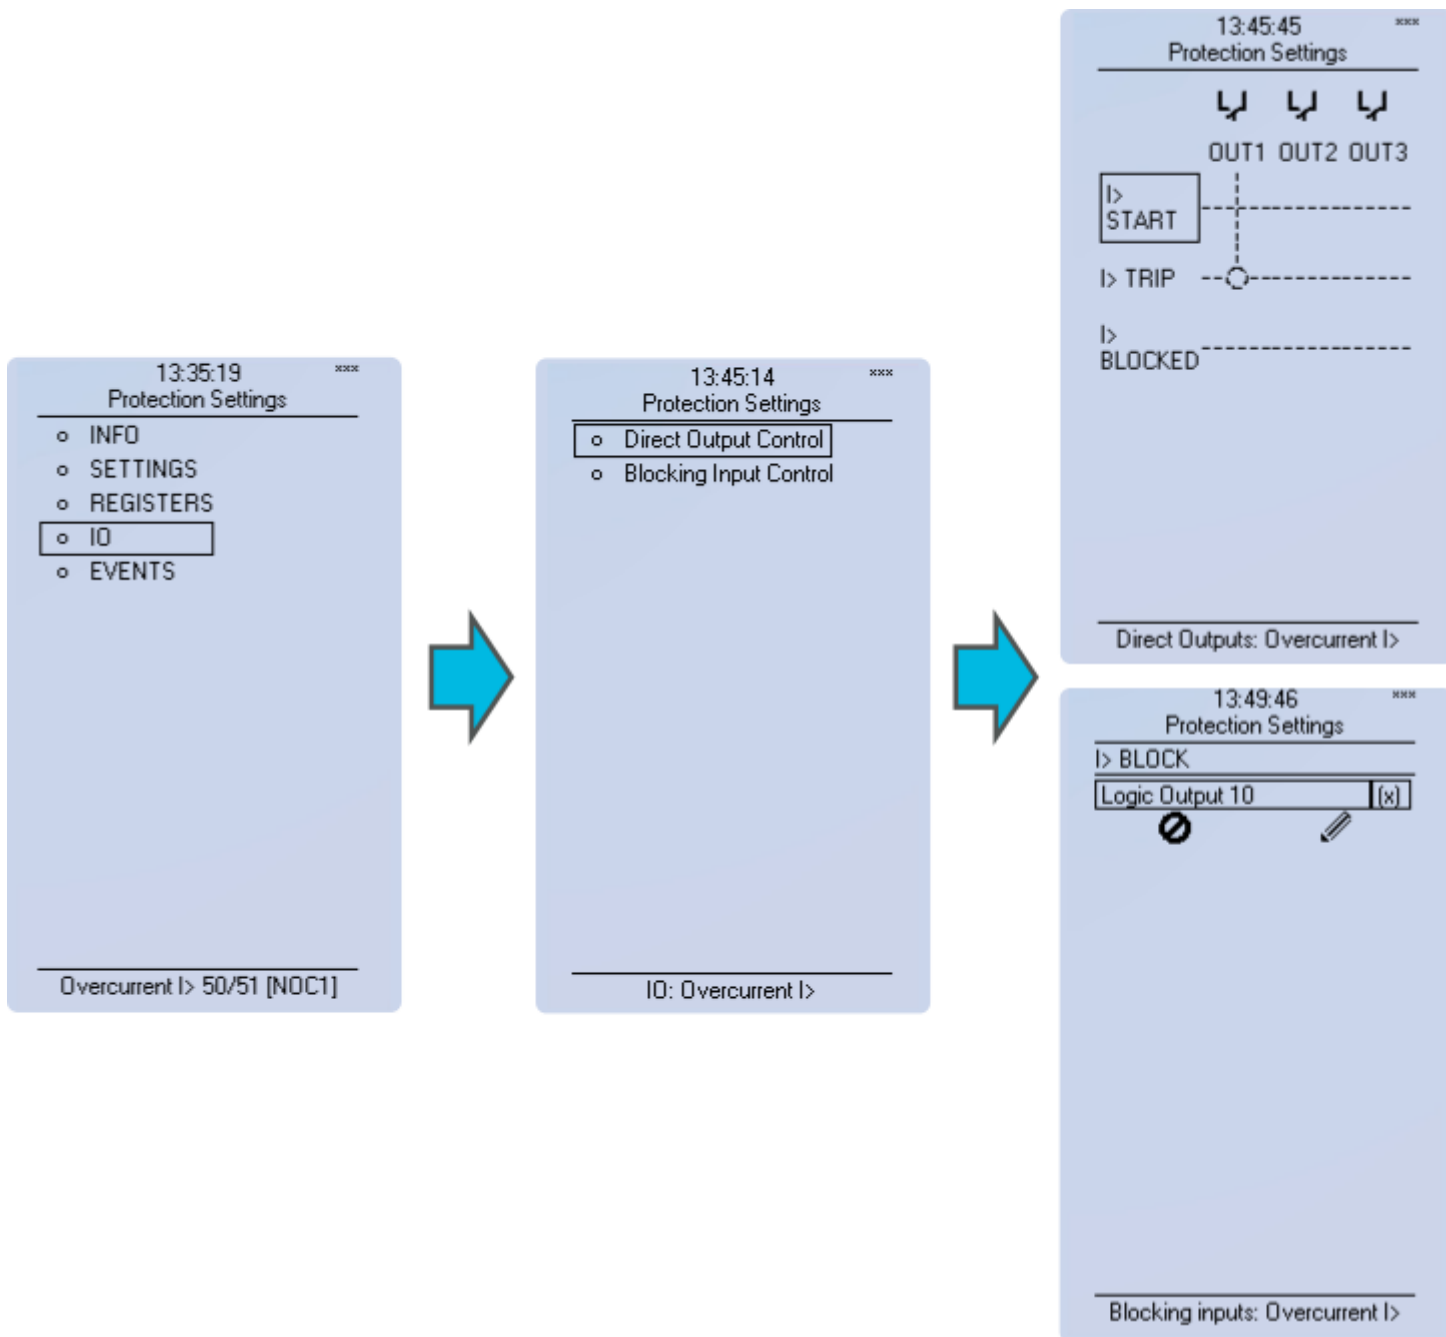 13:35:19 ***
Protection Settings
INFO
SETTINGS
REGISTERS
IO
EVENTS
Overcurrent I> 50/51 [NOC1]
13:45:14 ***
Protection Settings
Direct Output Control
Blocking Input Control
IO: Overcurrent I>
13:45:45 ***
Protection Settings
OUT1 OUT2 OUT3
I>
START
I> TRIP
I>
BLOCKED
Direct Outputs: Overcurrent I>
13:49:46 ***
Protection Settings
I> BLOCK
Logic Output 10 (x)
Blocking inputs: Overcurrent I>